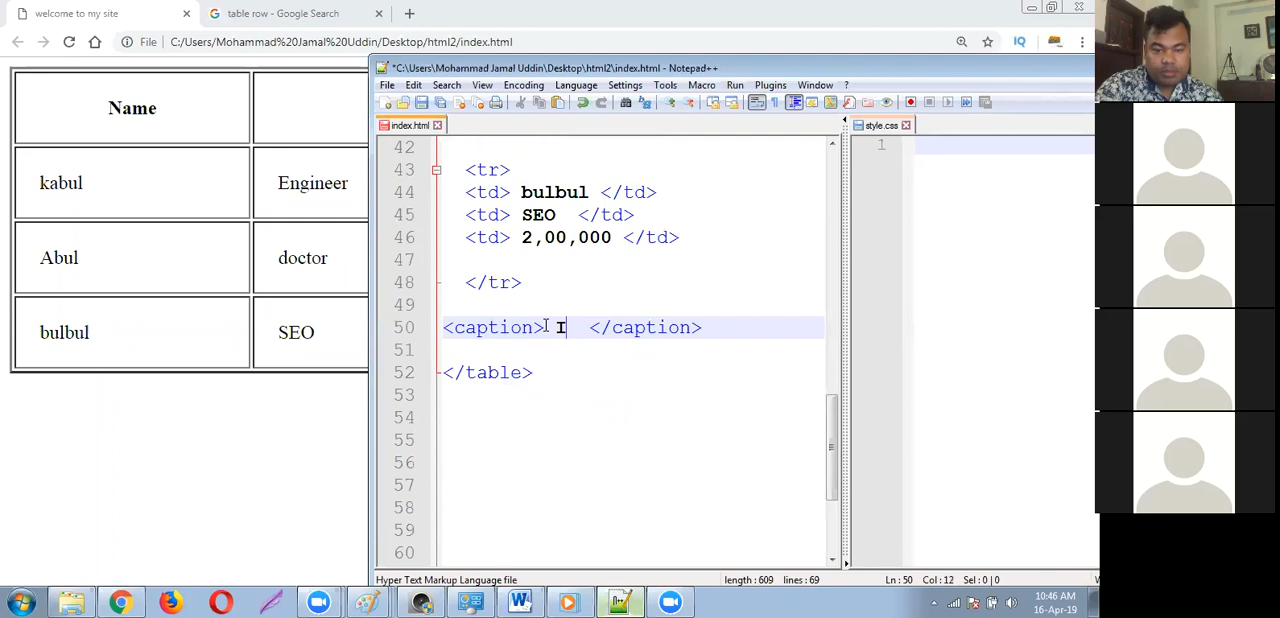 welcome to my site
table row - Google Search
File C:/Users/Mohammad%20Jamal%20Uddin/Desktop/html2/index.html
IQ
Name
kabul Engineer
Abul doctor
bulbul SEO
*C:\Users\Mohammad Jamal Uddin\Desktop\html2\index.html - Notepad++
File Edit Search View Encoding Language Settings Tools Macro Run Plugins Window ?
index.html
style.css
1
42
43 <tr>
44 <td> bulbul </td>
45 <td> SEO </td>
46 <td> 2,00,000 </td>
47
48 </tr>
49
50 <caption> I </caption>
51
52 </table>
53
54
55
56
57
58
59
60
Hyper Text Markup Language file length : 609 lines : 69 Ln : 50 Col : 12 Sel : 0 | 0
10:46 AM
16-Apr-19